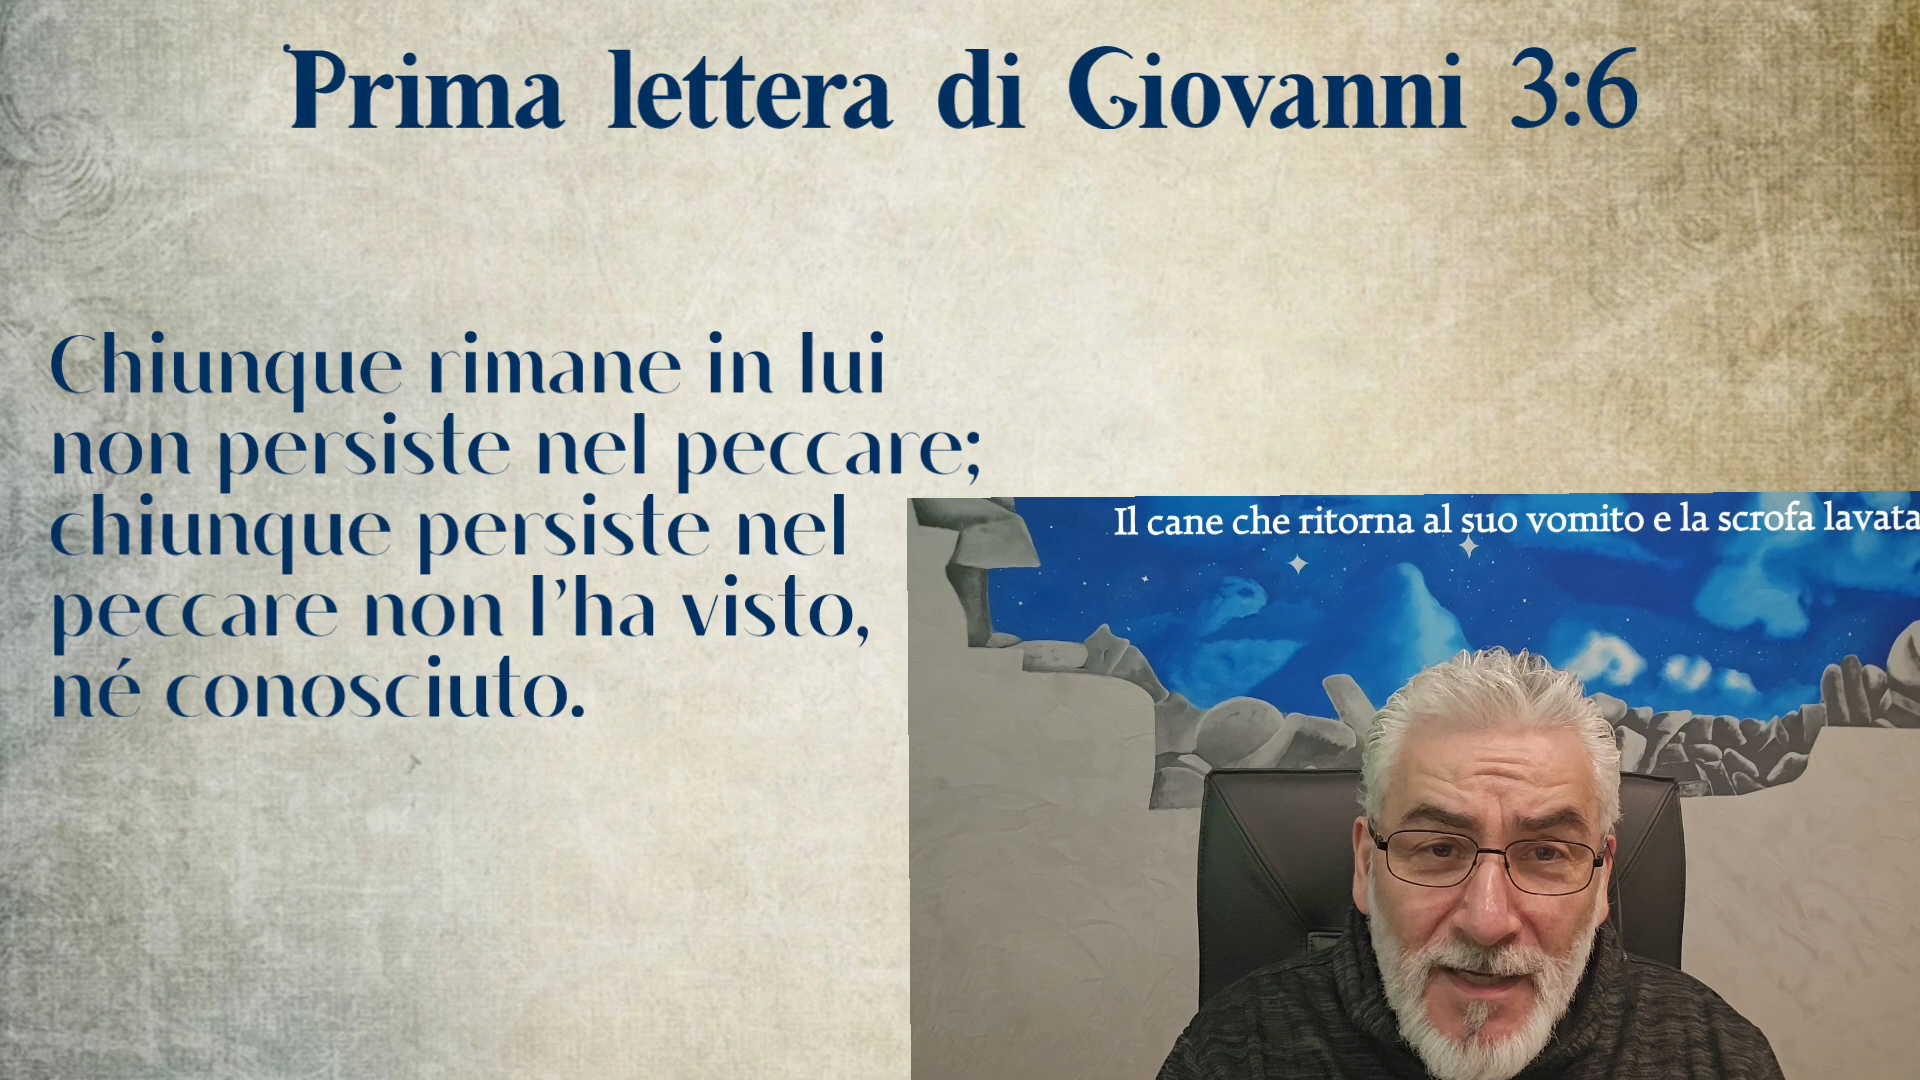 Prima lettera di Giovanni 3:6
Chiunque rimane in lui
non persiste nel peccare;
chiunque persiste nel
peccare non l’ha visto,
né conosciuto.
Il cane che ritorna al suo vomito e la scrofa lavata